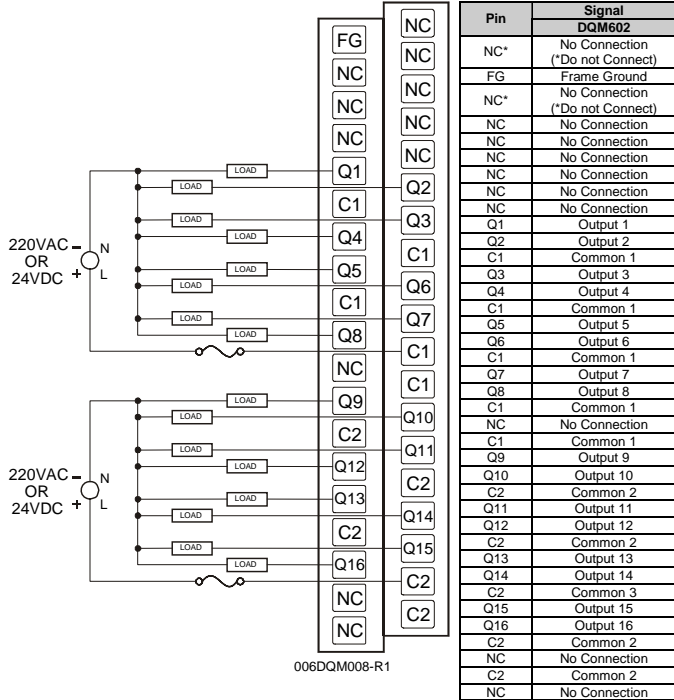 FG
NC
NC
NC
Q1
C1
Q4
Q5
C1
Q8
NC
Q9
C2
Q12
Q13
C2
Q16
NC
NC
NC
NC
NC
NC
NC
Q2
Q3
C1
Q6
Q7
C1
C1
Q10
Q11
C2
Q14
Q15
C2
C2
LOAD
LOAD
LOAD
LOAD
LOAD
LOAD
LOAD
LOAD
220VAC
OR
24VDC
- N
+ L
LOAD
LOAD
LOAD
LOAD
LOAD
LOAD
LOAD
LOAD
220VAC
OR
24VDC
- N
+ L
006DQM008-R1
Pin Signal
DQM602
NC* No Connection
(*Do not Connect)
FG Frame Ground
NC* No Connection
(*Do not Connect)
NC No Connection
NC No Connection
NC No Connection
NC No Connection
NC No Connection
NC No Connection
Q1 Output 1
Q2 Output 2
C1 Common 1
Q3 Output 3
Q4 Output 4
C1 Common 1
Q5 Output 5
Q6 Output 6
C1 Common 1
Q7 Output 7
Q8 Output 8
C1 Common 1
NC No Connection
C1 Common 1
Q9 Output 9
Q10 Output 10
C2 Common 2
Q11 Output 11
Q12 Output 12
C2 Common 2
Q13 Output 13
Q14 Output 14
C2 Common 3
Q15 Output 15
Q16 Output 16
C2 Common 2
NC No Connection
C2 Common 2
NC No Connection